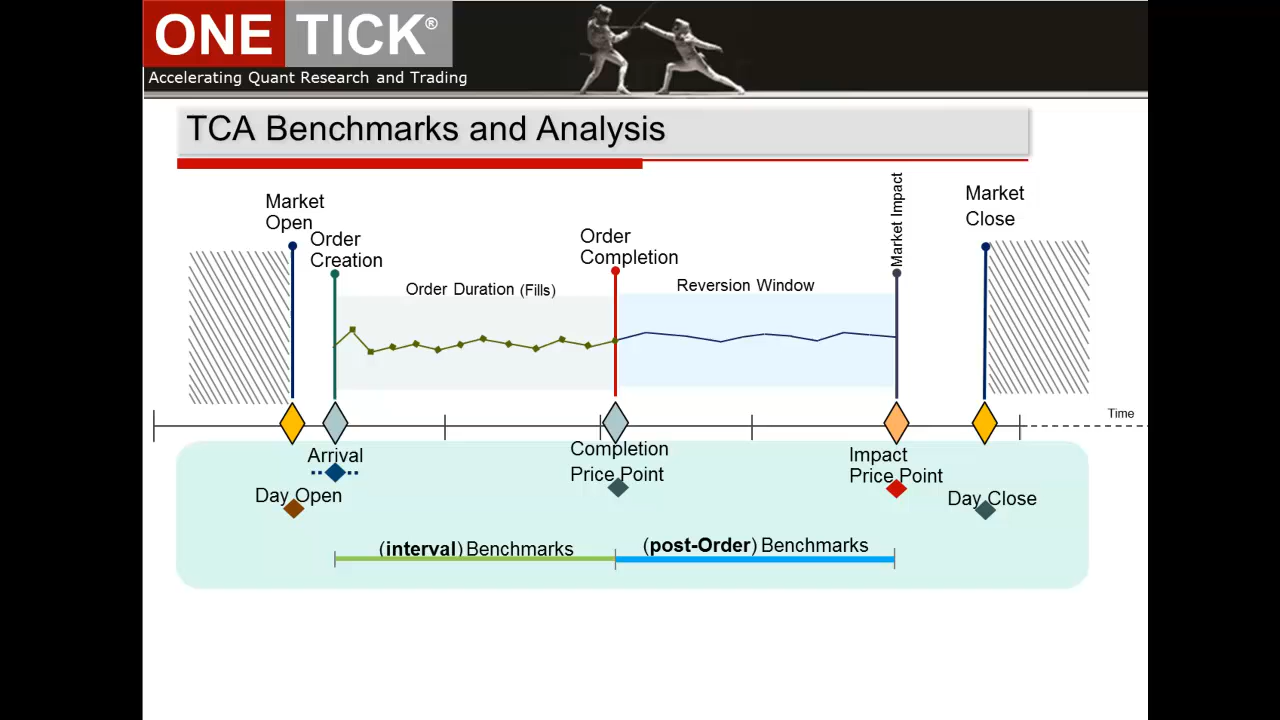 ONE TICK®
Accelerating Quant Research and Trading
TCA Benchmarks and Analysis
Market
Open
Order
Creation
Order Duration (Fills)
Order
Completion
Reversion Window
Market Impact
Market
Close
Time
Arrival
Day Open
Completion
Price Point
Impact
Price Point
Day Close
(interval) Benchmarks
(post-Order) Benchmarks